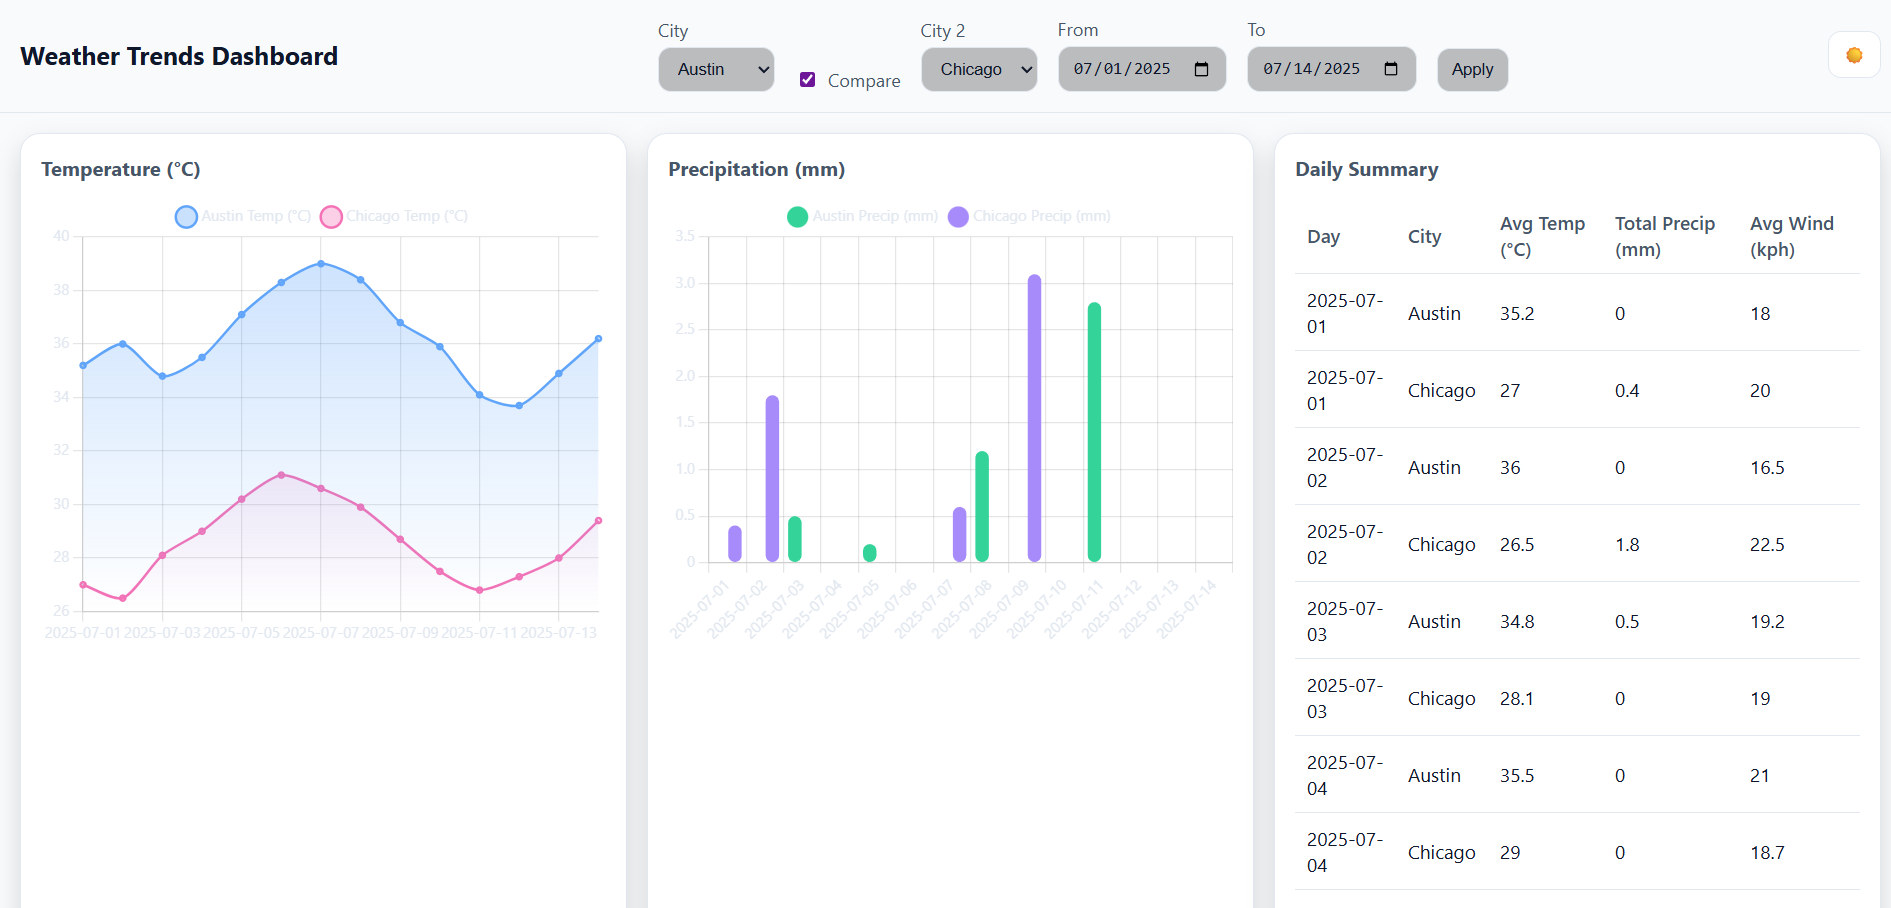 Weather Trends Dashboard
City
Austin
Compare
City 2
Chicago
From
07/01/2025
To
07/14/2025
Apply
Temperature (°C)
Austin Temp (°C) Chicago Temp (°C)
40
38
36
34
32
30
28
26
2025-07-01 2025-07-03 2025-07-05 2025-07-07 2025-07-09 2025-07-11 2025-07-13
Precipitation (mm)
Austin Precip (mm) Chicago Precip (mm)
3.5
3.0
2.5
2.0
1.5
1.0
0.5
0
2025-07-01
2025-07-02
2025-07-03
2025-07-04
2025-07-05
2025-07-06
2025-07-07
2025-07-08
2025-07-09
2025-07-10
2025-07-11
2025-07-12
2025-07-13
2025-07-14
Daily Summary
Day City Avg Temp (°C) Total Precip (mm) Avg Wind (kph)
2025-07-01 Austin 35.2 0 18
2025-07-01 Chicago 27 0.4 20
2025-07-02 Austin 36 0 16.5
2025-07-02 Chicago 26.5 1.8 22.5
2025-07-03 Austin 34.8 0.5 19.2
2025-07-03 Chicago 28.1 0 19
2025-07-04 Austin 35.5 0 21
2025-07-04 Chicago 29 0 18.7